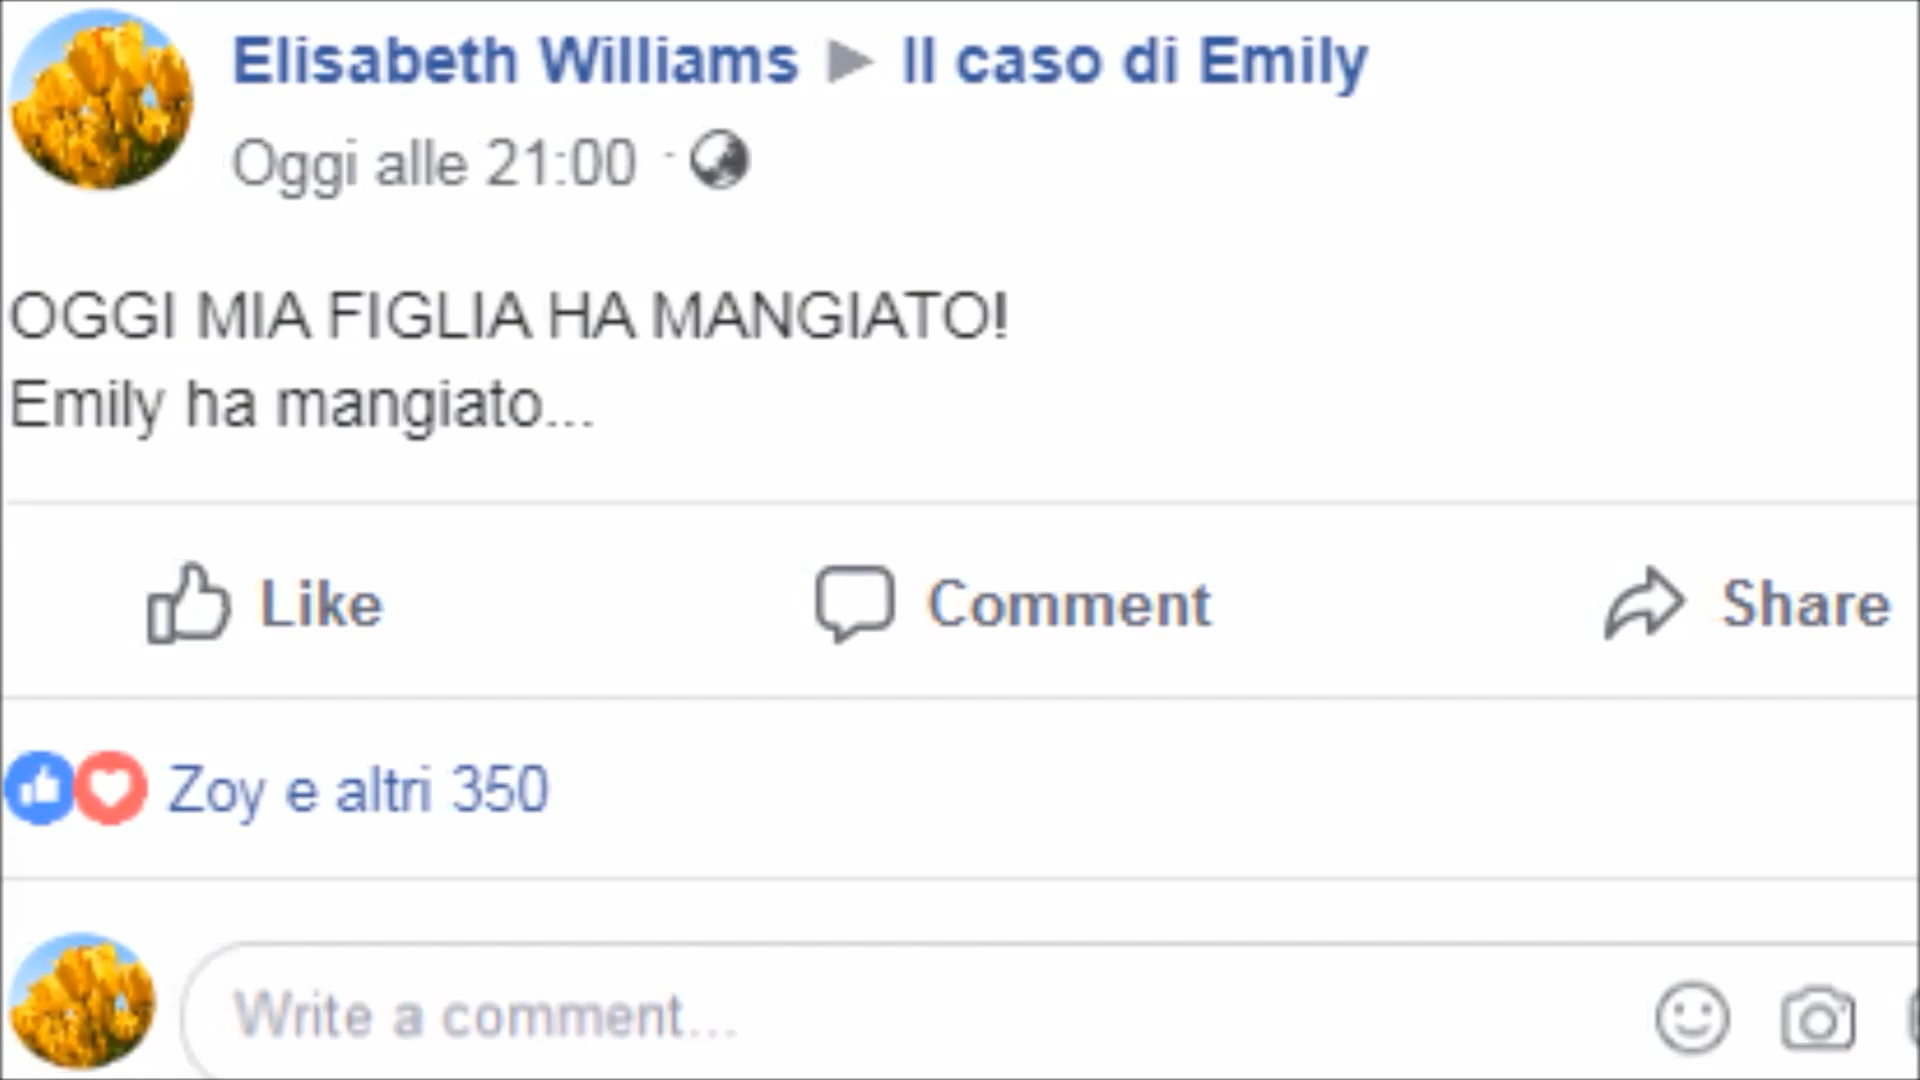 Elisabeth Williams ▶ Il caso di Emily
Oggi alle 21:00 ·
OGGI MIA FIGLIA HA MANGIATO!
Emily ha mangiato...
Like Comment Share
Zoy e altri 350
Write a comment...